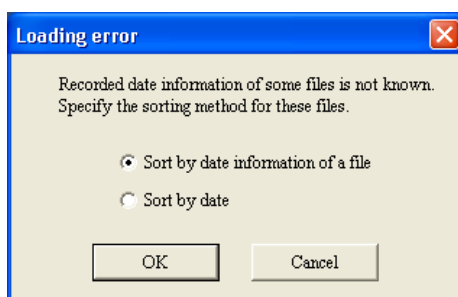 Loading error
Recorded date information of some files is not known.
Specify the sorting method for these files.
Sort by date information of a file
Sort by date
OK
Cancel